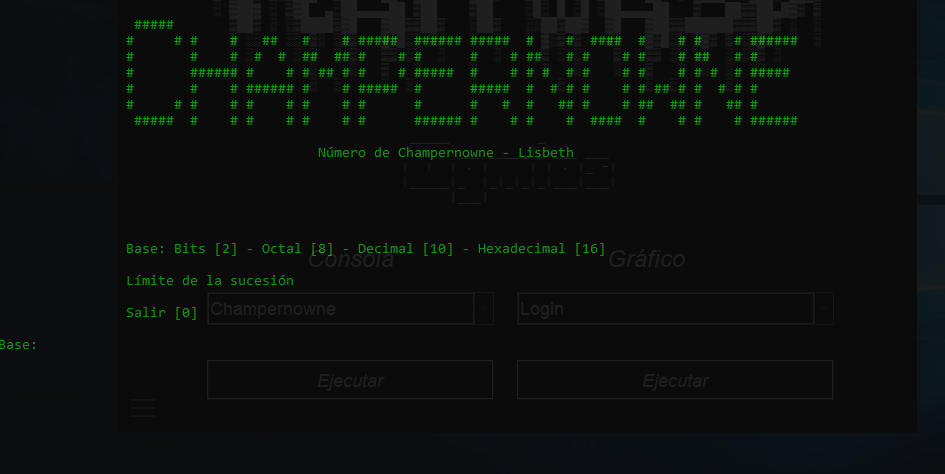 CHAMPERNOWNE
Número de Champernowne - Lisbeth
Base: Bits [2] - Octal [8] - Decimal [10] - Hexadecimal [16]
Consola
Gráfico
Límite de la sucesión
Salir [0]
Champernowne
Login
Base:
Ejecutar
Ejecutar